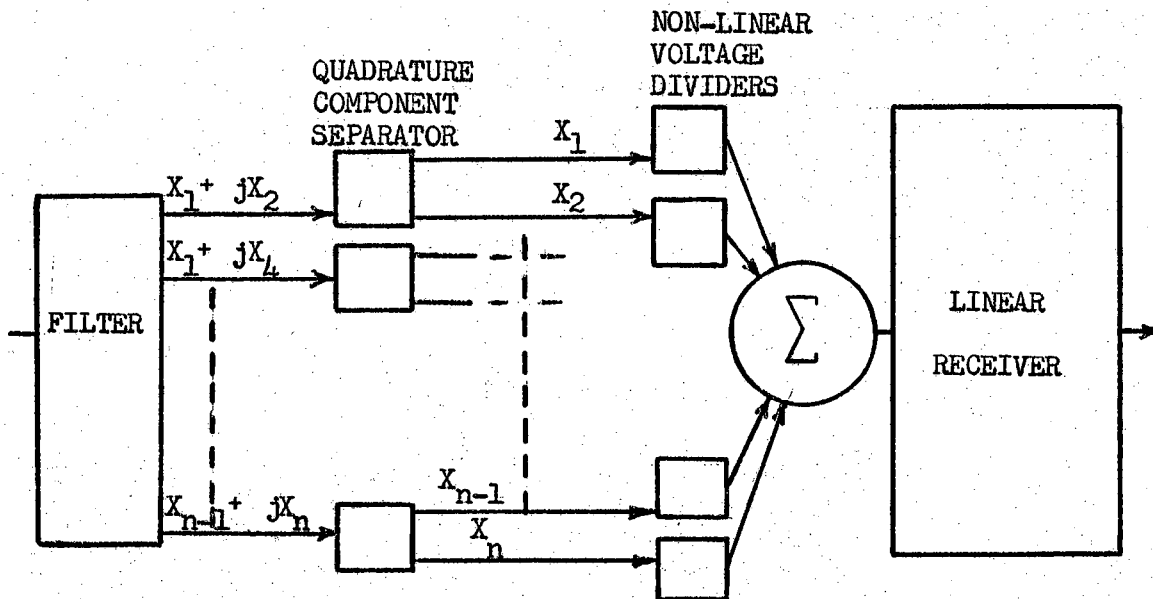 NON-LINEAR
VOLTAGE
DIVIDERS
QUADRATURE
COMPONENT
SEPARATOR
X₁+ jX₂
X₁
X₂
X₁+ jX₄
FILTER
Σ
LINEAR
RECEIVER
Xₙ₋₁+ jXₙ
Xₙ₋₁
Xₙ